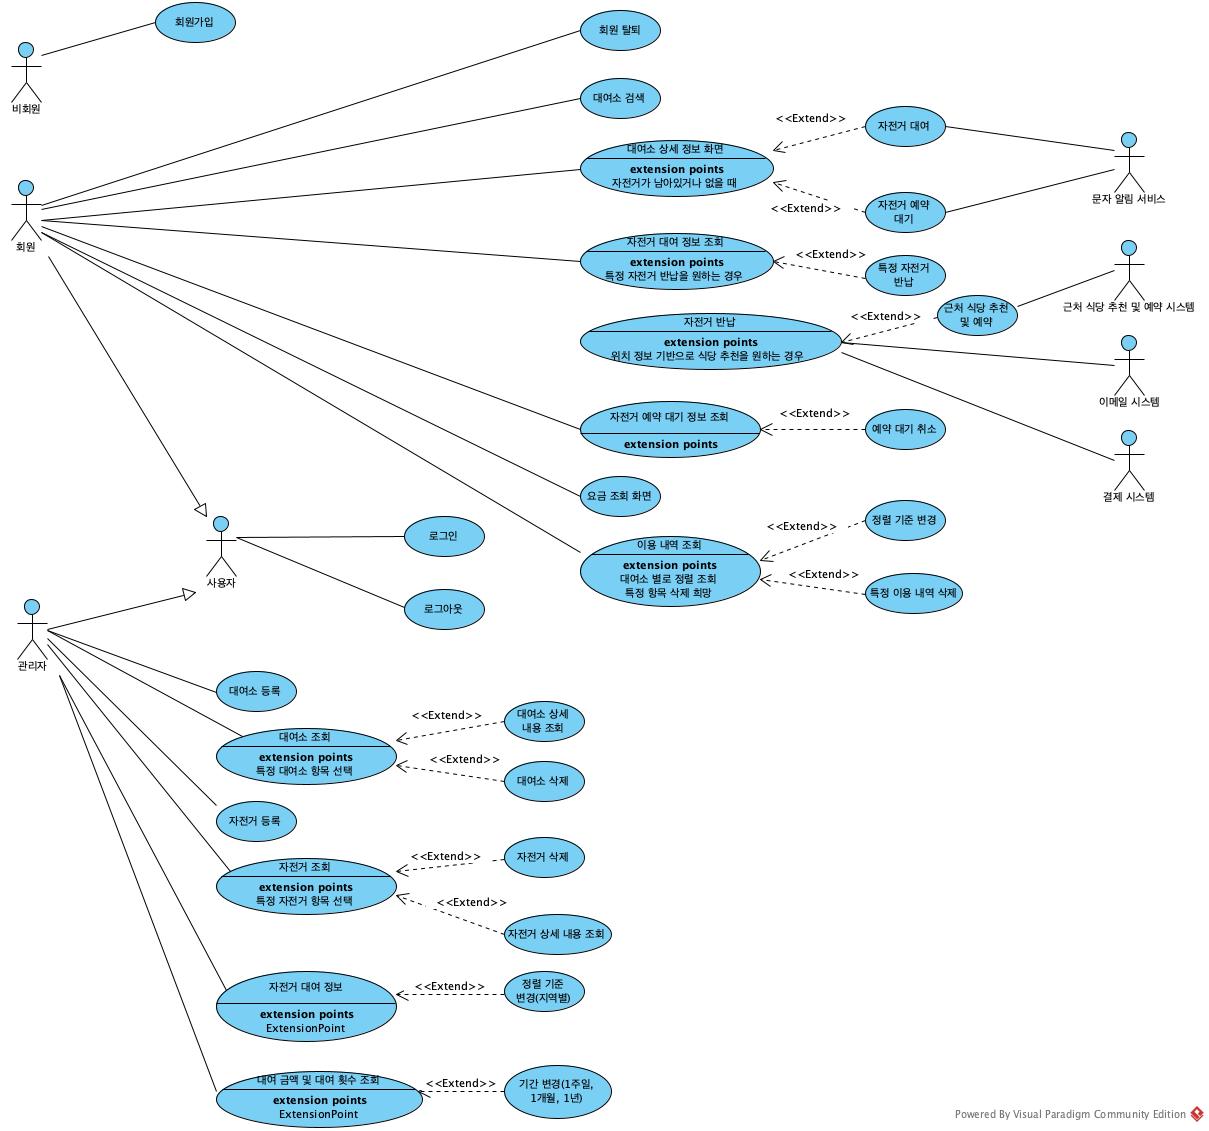 회원가입
비회원
회원 탈퇴
대여소 검색
<<Extend>>
자전거 대여
대여소 상세 정보 화면
extension points
자전거가 남아있거나 없을 때
<<Extend>>
자전거 예약
대기
문자 알림 서비스
회원
자전거 대여 정보 조회
extension points
특정 자전거 반납을 원하는 경우
<<Extend>>
특정 자전거
반납
근처 식당 추천 및 예약 시스템
자전거 반납
extension points
위치 정보 기반으로 식당 추천을 원하는 경우
<<Extend>>
근처 식당 추천
및 예약
이메일 시스템
자전거 예약 대기 정보 조회
extension points
<<Extend>>
예약 대기 취소
결제 시스템
요금 조회 화면
이용 내역 조회
extension points
대여소 별로 정렬 조회
특정 항목 삭제 희망
<<Extend>>
정렬 기준 변경
<<Extend>>
특정 이용 내역 삭제
사용자
로그인
로그아웃
관리자
대여소 등록
대여소 조회
extension points
특정 대여소 항목 선택
<<Extend>>
대여소 상세
내용 조회
<<Extend>>
대여소 삭제
자전거 등록
자전거 조회
extension points
특정 자전거 항목 선택
<<Extend>>
자전거 삭제
<<Extend>>
자전거 상세 내용 조회
자전거 대여 정보
extension points
ExtensionPoint
<<Extend>>
정렬 기준
변경(지역별)
대여 금액 및 대여 횟수 조회
extension points
ExtensionPoint
<<Extend>>
기간 변경(1주일,
1개월, 1년)
Powered By Visual Paradigm Community Edition